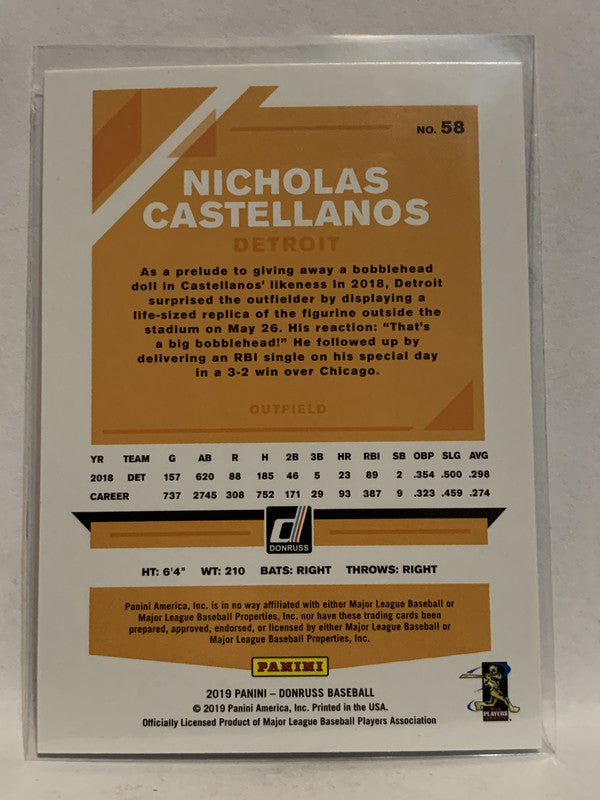 NO. 58
NICHOLAS
CASTELLANOS
DETROIT
As a prelude to giving away a bobblehead
doll in Castellanos' likeness in 2018, Detroit
surprised the outfielder by displaying a
life-sized replica of the figurine outside the
stadium on May 26. His reaction: "That's
a big bobblehead!" He followed up by
delivering an RBI single on his special day
in a 3-2 win over Chicago.
OUTFIELD
YR TEAM G AB R H 2B 3B HR RBI SB OBP SLG AVG
2018 DET 157 620 88 185 46 5 23 89 2 .354 .500 .298
CAREER 737 2745 308 752 171 29 93 387 9 .323 .459 .274
DONRUSS
HT: 6'4" WT: 210 BATS: RIGHT THROWS: RIGHT
Panini America, Inc. is in no way affiliated with either Major League Baseball or
Major League Baseball Properties, Inc. nor have these trading cards been
prepared, approved, endorsed, or licensed by either Major League Baseball or
Major League Baseball Properties, Inc.
PANINI
2019 PANINI – DONRUSS BASEBALL
© 2019 Panini America, Inc. Printed in the USA.
Officially Licensed Product of Major League Baseball Players Association
PLAYERS